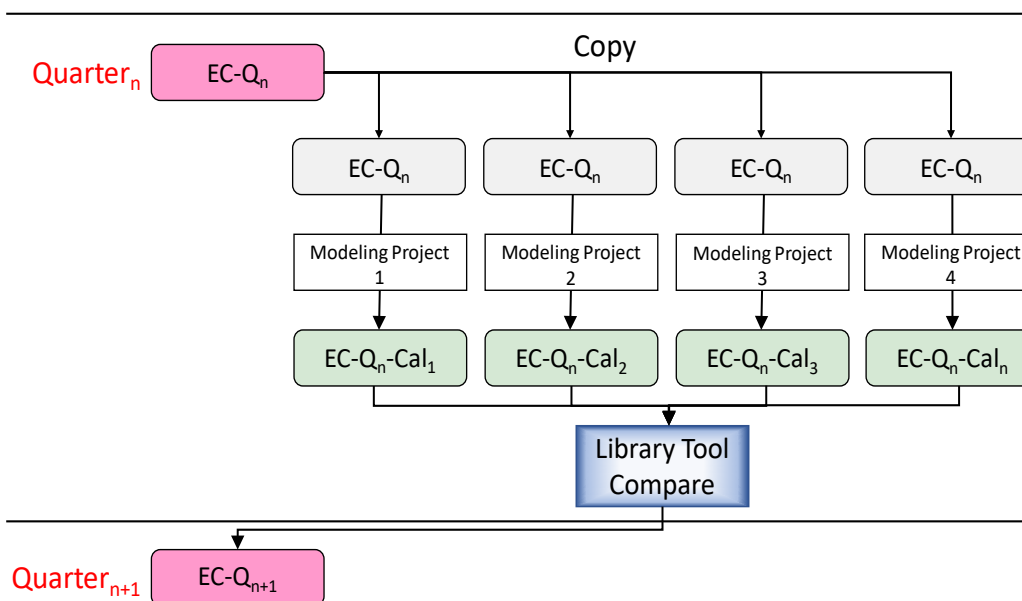 Copy
Quarterₙ
EC-Qₙ
EC-Qₙ
EC-Qₙ
EC-Qₙ
EC-Qₙ
Modeling Project
1
Modeling Project
2
Modeling Project
3
Modeling Project
4
EC-Qₙ-Cal₁
EC-Qₙ-Cal₂
EC-Qₙ-Cal₃
EC-Qₙ-Calₙ
Library Tool
Compare
Quarterₙ₊₁
EC-Qₙ₊₁